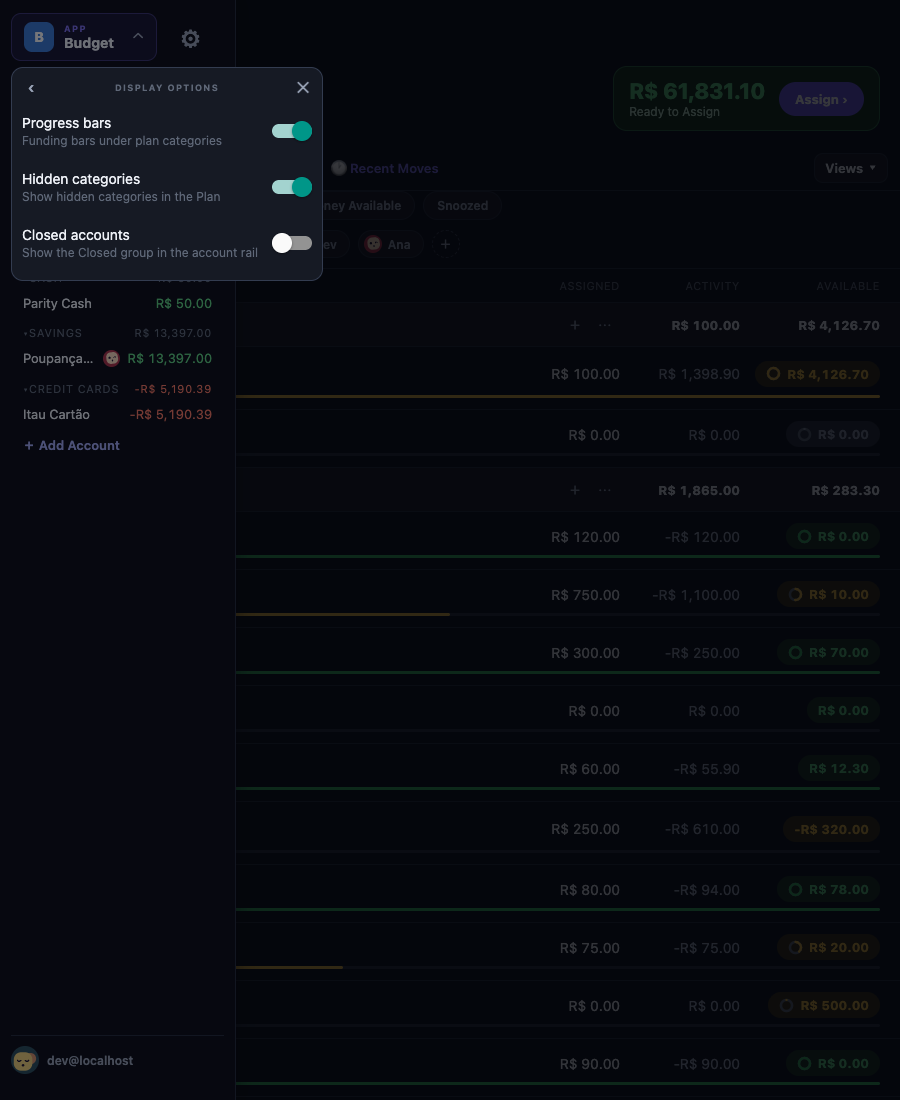 B
APP
Budget
DISPLAY OPTIONS
Progress bars
Funding bars under plan categories
Hidden categories
Show hidden categories in the Plan
Closed accounts
Show the Closed group in the account rail
R$ 61,831.10
Ready to Assign
Assign ›
Recent Moves
Views
ney Available
Snoozed
ev
Ana
+
ASSIGNED ACTIVITY AVAILABLE
Parity Cash R$ 50.00
SAVINGS R$ 13,397.00
Poupança... R$ 13,397.00
CREDIT CARDS -R$ 5,190.39
Itau Cartão -R$ 5,190.39
+ Add Account
+ ... R$ 100.00 R$ 4,126.70
R$ 100.00 R$ 1,398.90 R$ 4,126.70
R$ 0.00 R$ 0.00 R$ 0.00
+ ... R$ 1,865.00 R$ 283.30
R$ 120.00 -R$ 120.00 R$ 0.00
R$ 750.00 -R$ 1,100.00 R$ 10.00
R$ 300.00 -R$ 250.00 R$ 70.00
R$ 0.00 R$ 0.00 R$ 0.00
R$ 60.00 -R$ 55.90 R$ 12.30
R$ 250.00 -R$ 610.00 -R$ 320.00
R$ 80.00 -R$ 94.00 R$ 78.00
R$ 75.00 -R$ 75.00 R$ 20.00
R$ 0.00 R$ 0.00 R$ 500.00
R$ 90.00 -R$ 90.00 R$ 0.00
dev@localhost